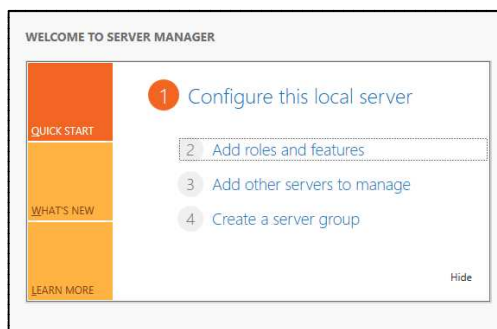 WELCOME TO SERVER MANAGER
QUICK START
WHAT'S NEW
LEARN MORE
1 Configure this local server
2 Add roles and features
3 Add other servers to manage
4 Create a server group
Hide